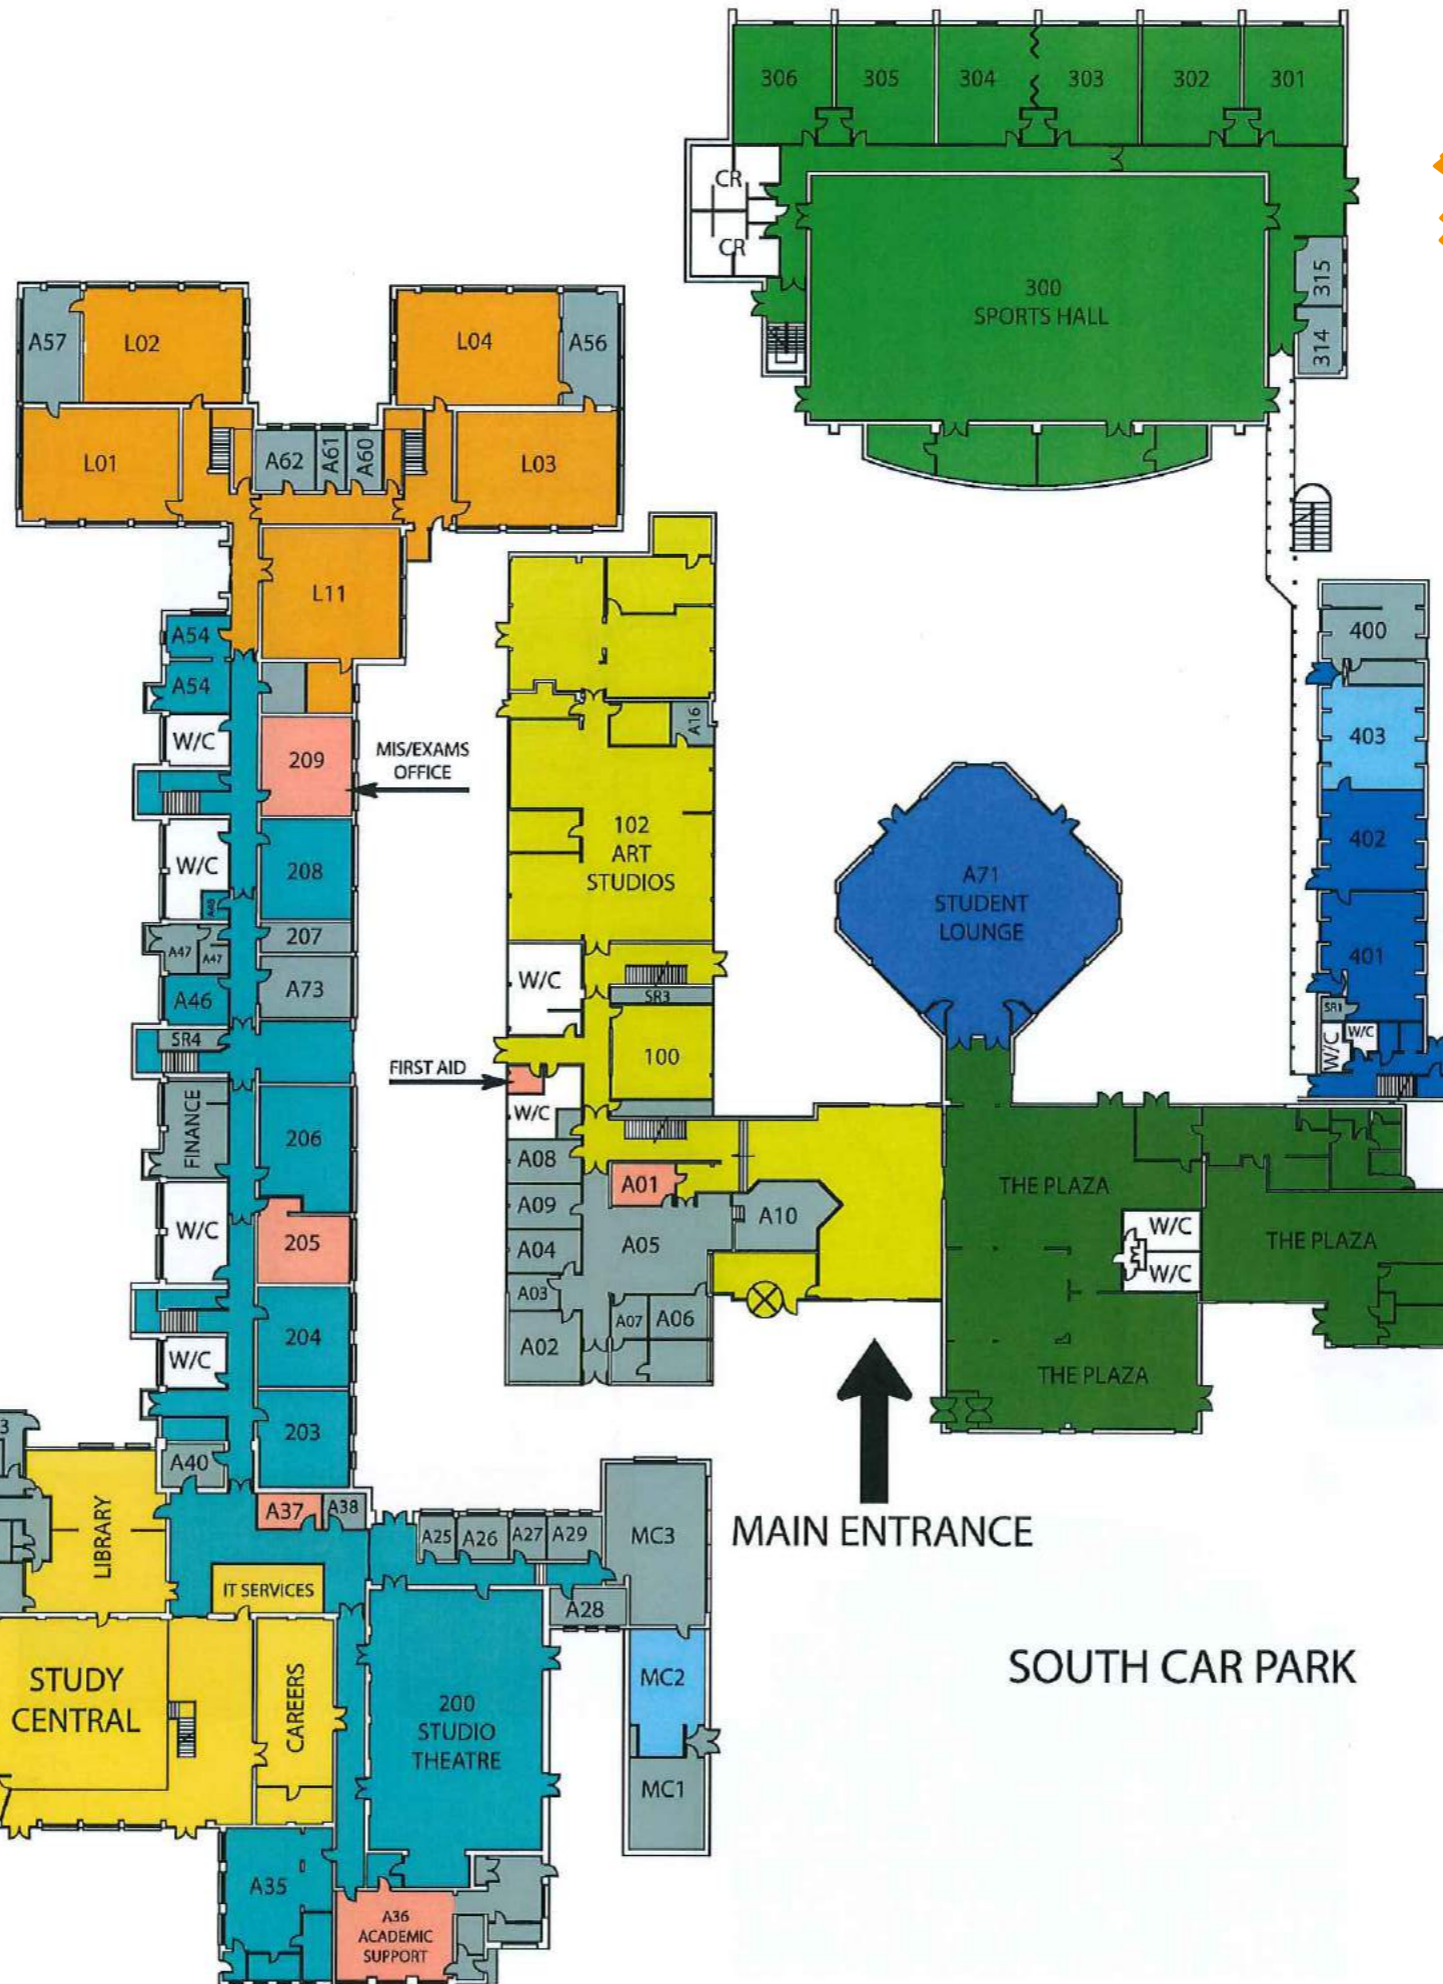 306
305
304
303
302
301
CR
CR
300
SPORTS HALL
315
314
A57
L02
L04
A56
L01
A62
A61
A60
L03
L11
400
A54
A54
W/C
209
MIS/EXAMS
OFFICE
A16
403
102
ART
STUDIOS
402
W/C
208
A71
STUDENT
LOUNGE
207
A47
A47
A73
A46
W/C
SR3
401
SR1
SR4
100
W/C
W/C
FIRST AID
W/C
FINANCE
206
A08
A01
THE PLAZA
A09
A10
W/C
W/C
205
A04
A05
W/C
THE PLAZA
A03
A07
A06
204
A02
W/C
THE PLAZA
203
3
A40
LIBRARY
A37
A38
A25
A26
A27
A29
MC3
MAIN ENTRANCE
IT SERVICES
A28
STUDY
CENTRAL
CAREERS
200
STUDIO
THEATRE
MC2
SOUTH CAR PARK
MC1
A35
A36
ACADEMIC
SUPPORT